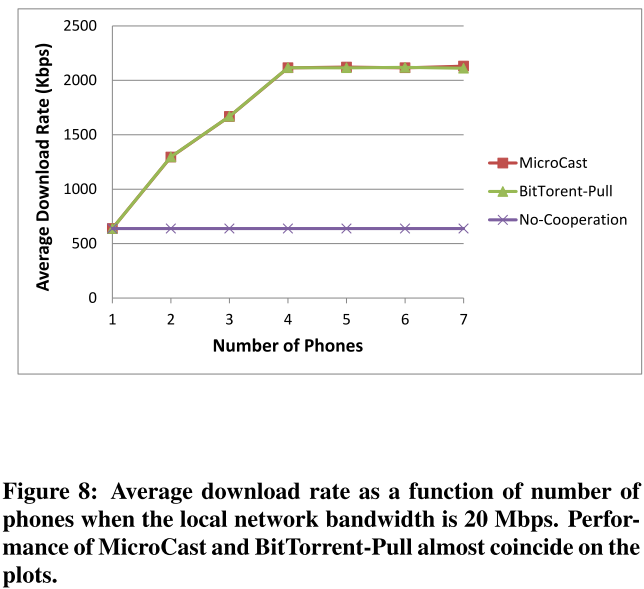 2500
2000
1500
1000
500
0
Average Download Rate (Kbps)
1 2 3 4 5 6 7
Number of Phones
MicroCast
BitTorent-Pull
No-Cooperation
Figure 8: Average download rate as a function of number of
phones when the local network bandwidth is 20 Mbps. Perfor-
mance of MicroCast and BitTorrent-Pull almost coincide on the
plots.